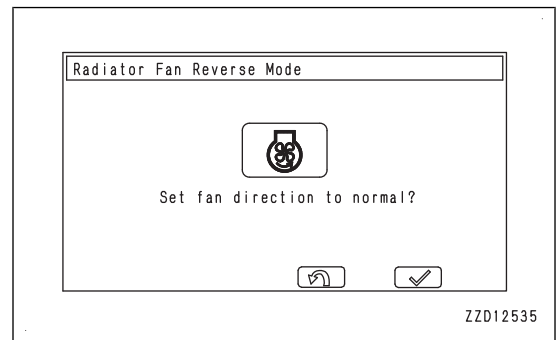 Radiator Fan Reverse Mode
Set fan direction to normal?
ZZD12535